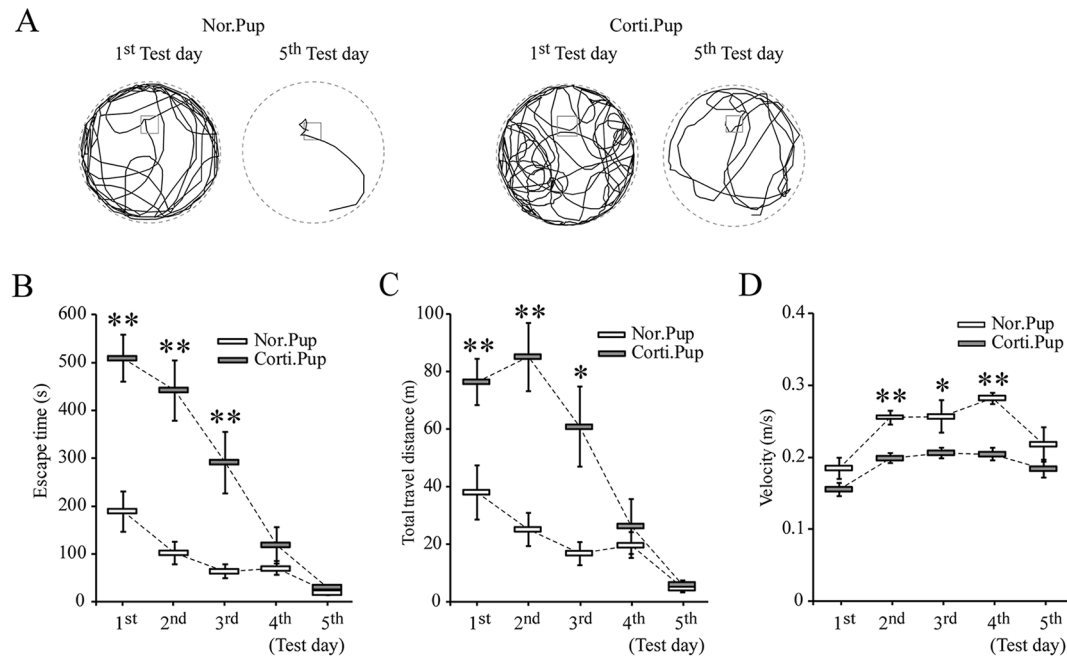 A
Nor.Pup
Corti.Pup
1st Test day
5th Test day
1st Test day
5th Test day
B
600
500
400
300
200
100
0
Escape time (s)
**
**
**
Nor.Pup
Corti.Pup
1st
2nd
3rd
4th
5th
(Test day)
C
100
80
60
40
20
0
Total travel distance (m)
**
**
*
Nor.Pup
Corti.Pup
1st
2nd
3rd
4th
5th
(Test day)
D
0.4
0.3
0.2
0.1
0
Velocity (m/s)
**
*
**
Nor.Pup
Corti.Pup
1st
2nd
3rd
4th
5th
(Test day)